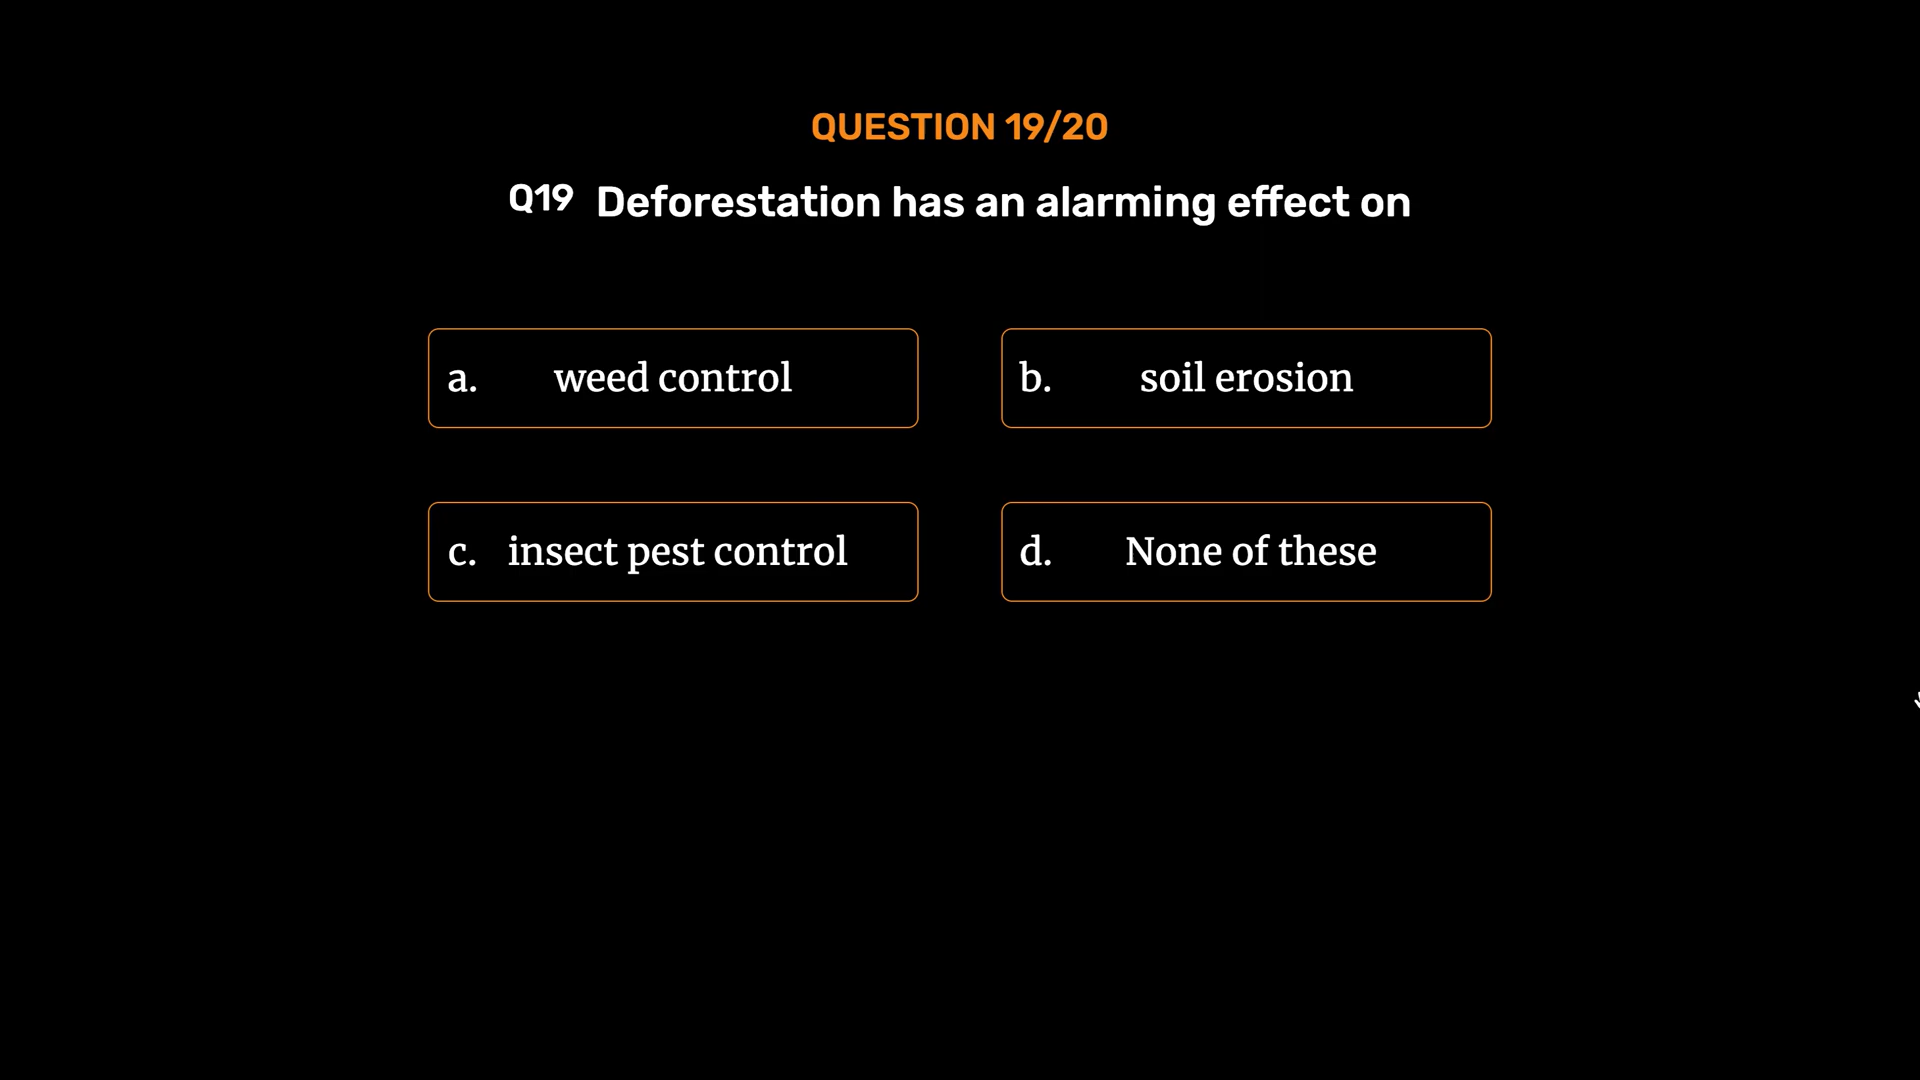 QUESTION 19/20
Q19 Deforestation has an alarming effect on
a. weed control
b. soil erosion
c. insect pest control
d. None of these